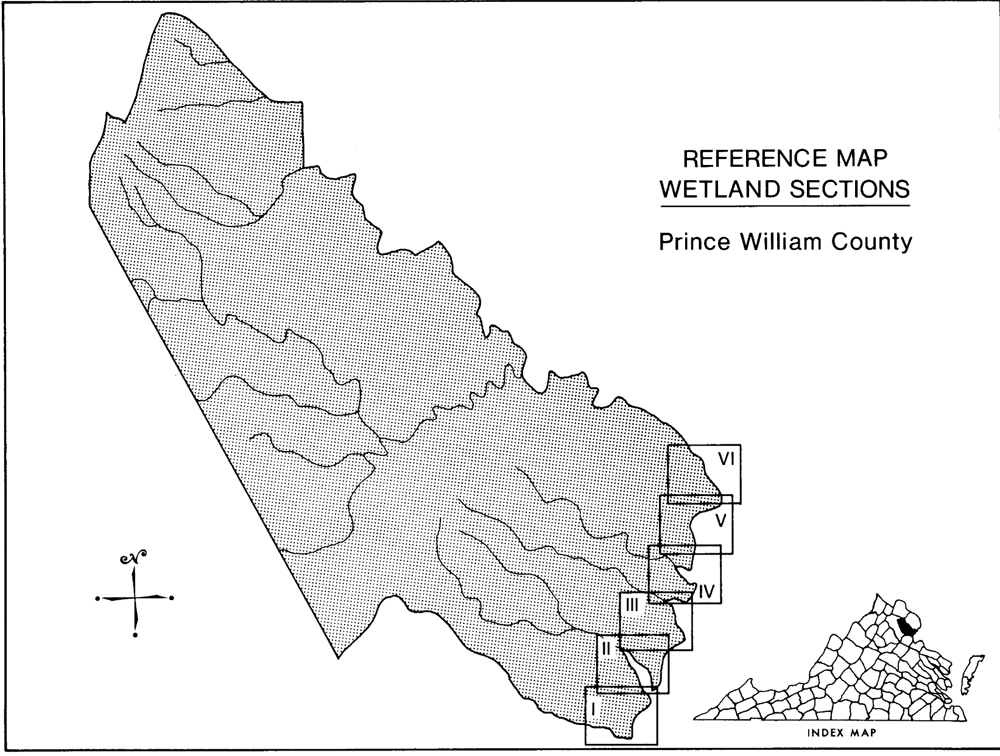 REFERENCE MAP
WETLAND SECTIONS
Prince William County
VI
V
IV
III
II
I
N
INDEX MAP